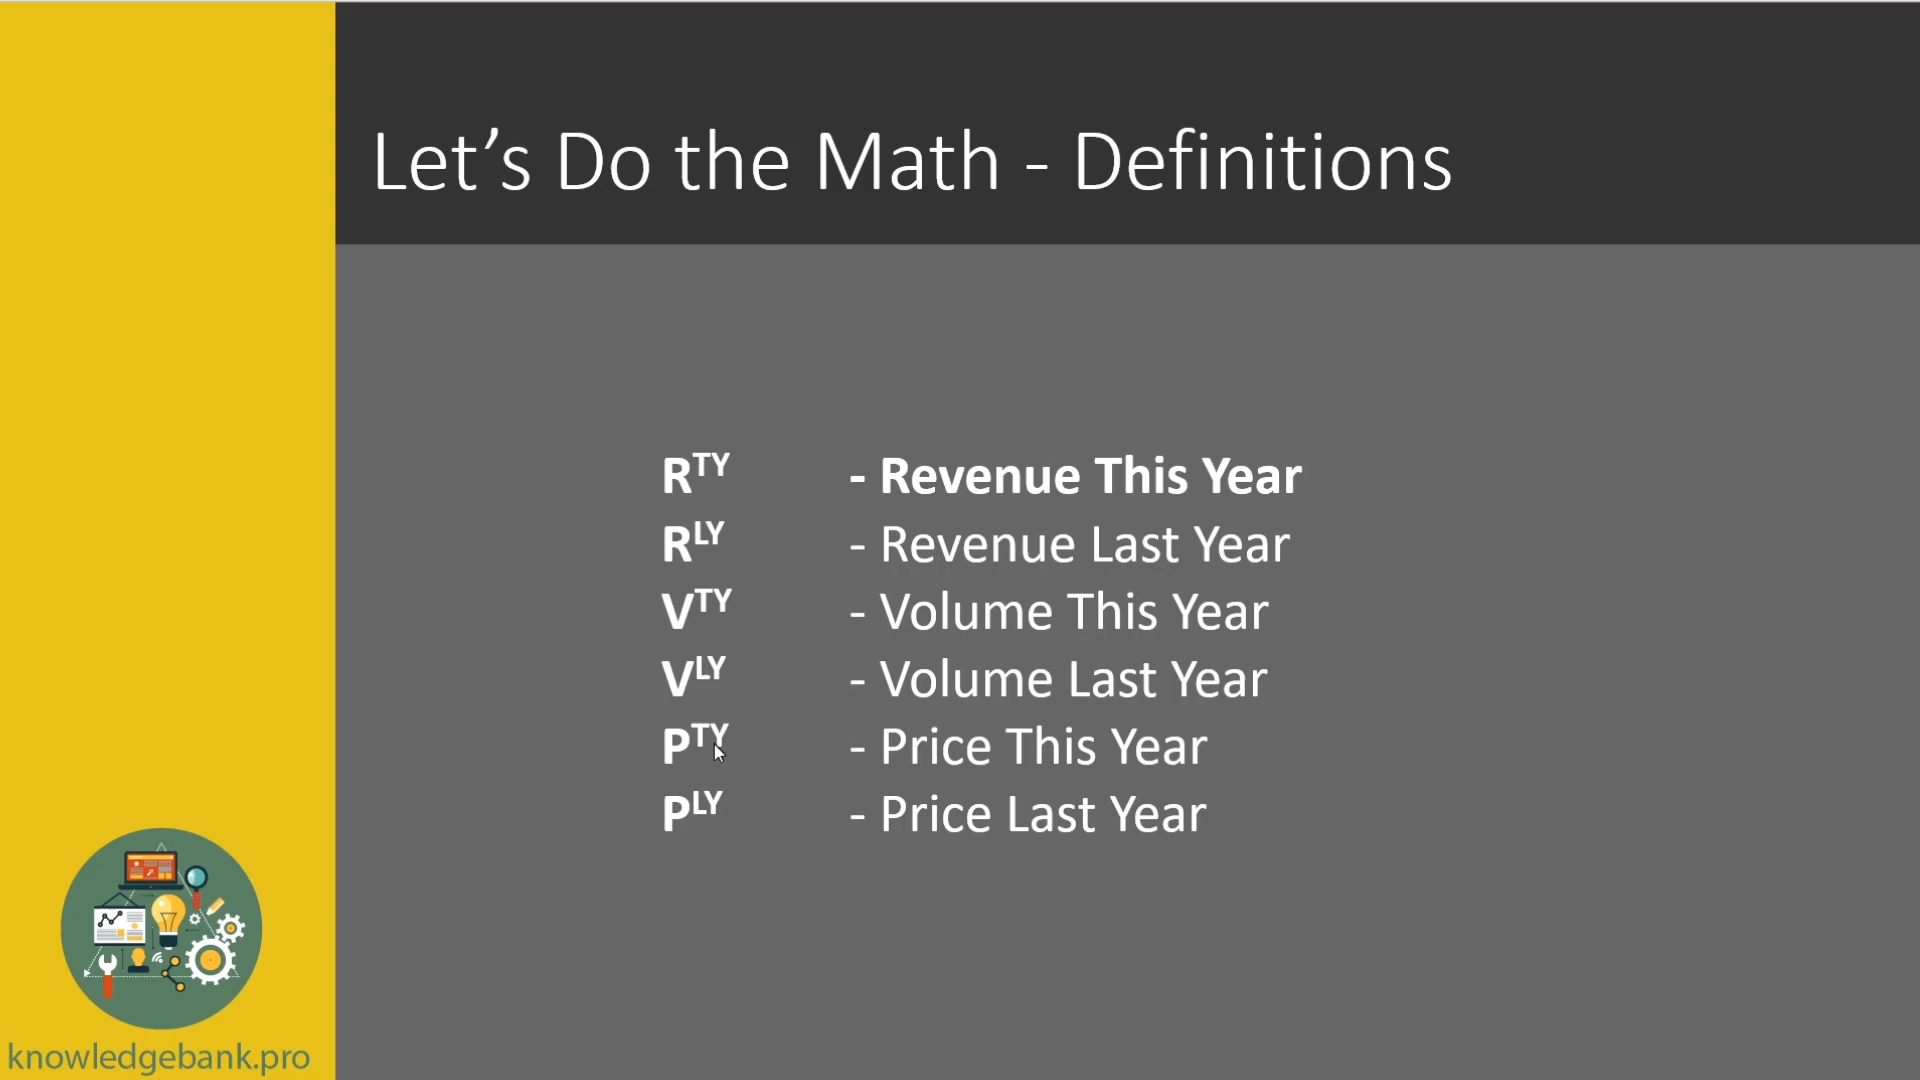 Let’s Do the Math - Definitions
Rᵀʸ - Revenue This Year
Rᴸʸ - Revenue Last Year
Vᵀʸ - Volume This Year
Vᴸʸ - Volume Last Year
Pᵀʸ - Price This Year
Pᴸʸ - Price Last Year
knowledgebank.pro